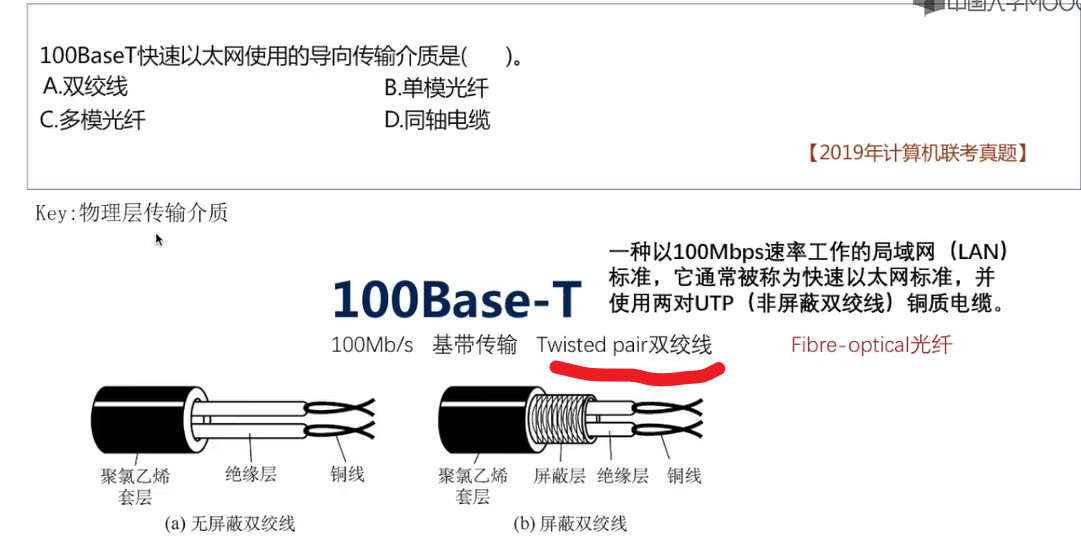 中国大学MOOC
100BaseT快速以太网使用的导向传输介质是(　　)。
A.双绞线　B.单模光纤
C.多模光纤　D.同轴电缆
【2019年计算机联考真题】
Key:物理层传输介质
一种以100Mbps速率工作的局域网（LAN）
标准，它通常被称为快速以太网标准，并
使用两对UTP（非屏蔽双绞线）铜质电缆。
100Base-T
100Mb/s　基带传输　Twisted pair双绞线　Fibre-optical光纤
聚氯乙烯
套层
绝缘层
铜线
(a) 无屏蔽双绞线
聚氯乙烯
套层
屏蔽层
绝缘层
铜线
(b) 屏蔽双绞线